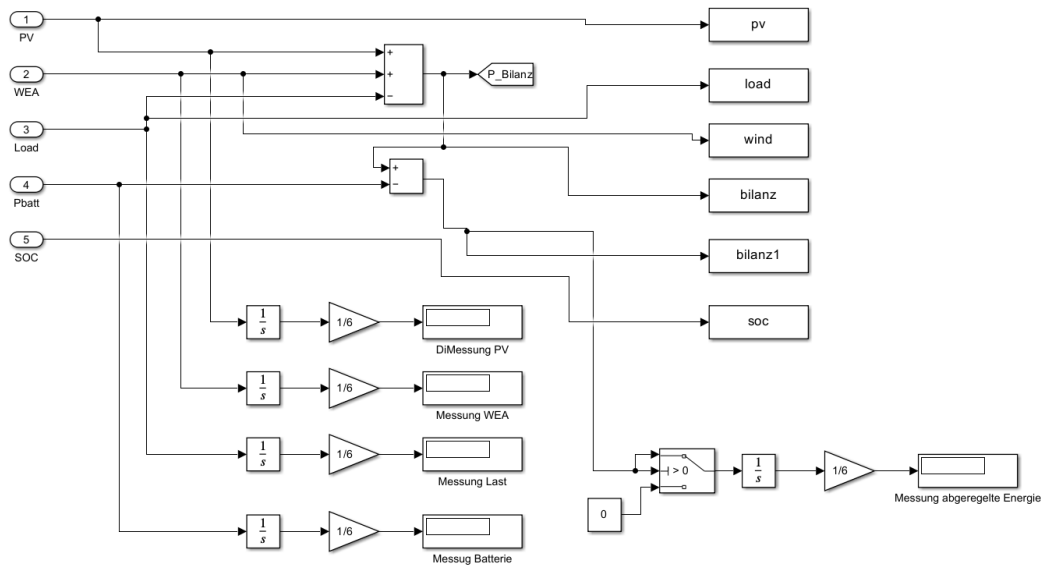 1
PV
pv
+
+
−
P_Bilanz
2
WEA
load
3
Load
wind
4
Pbatt
+
−
bilanz
5
SOC
bilanz1
soc
1
s
1/6
DiMessung PV
1
s
1/6
Messung WEA
1
s
1/6
Messung Last
> 0
1
s
1/6
Messung abgeregelte Energie
0
1
s
1/6
Messug Batterie